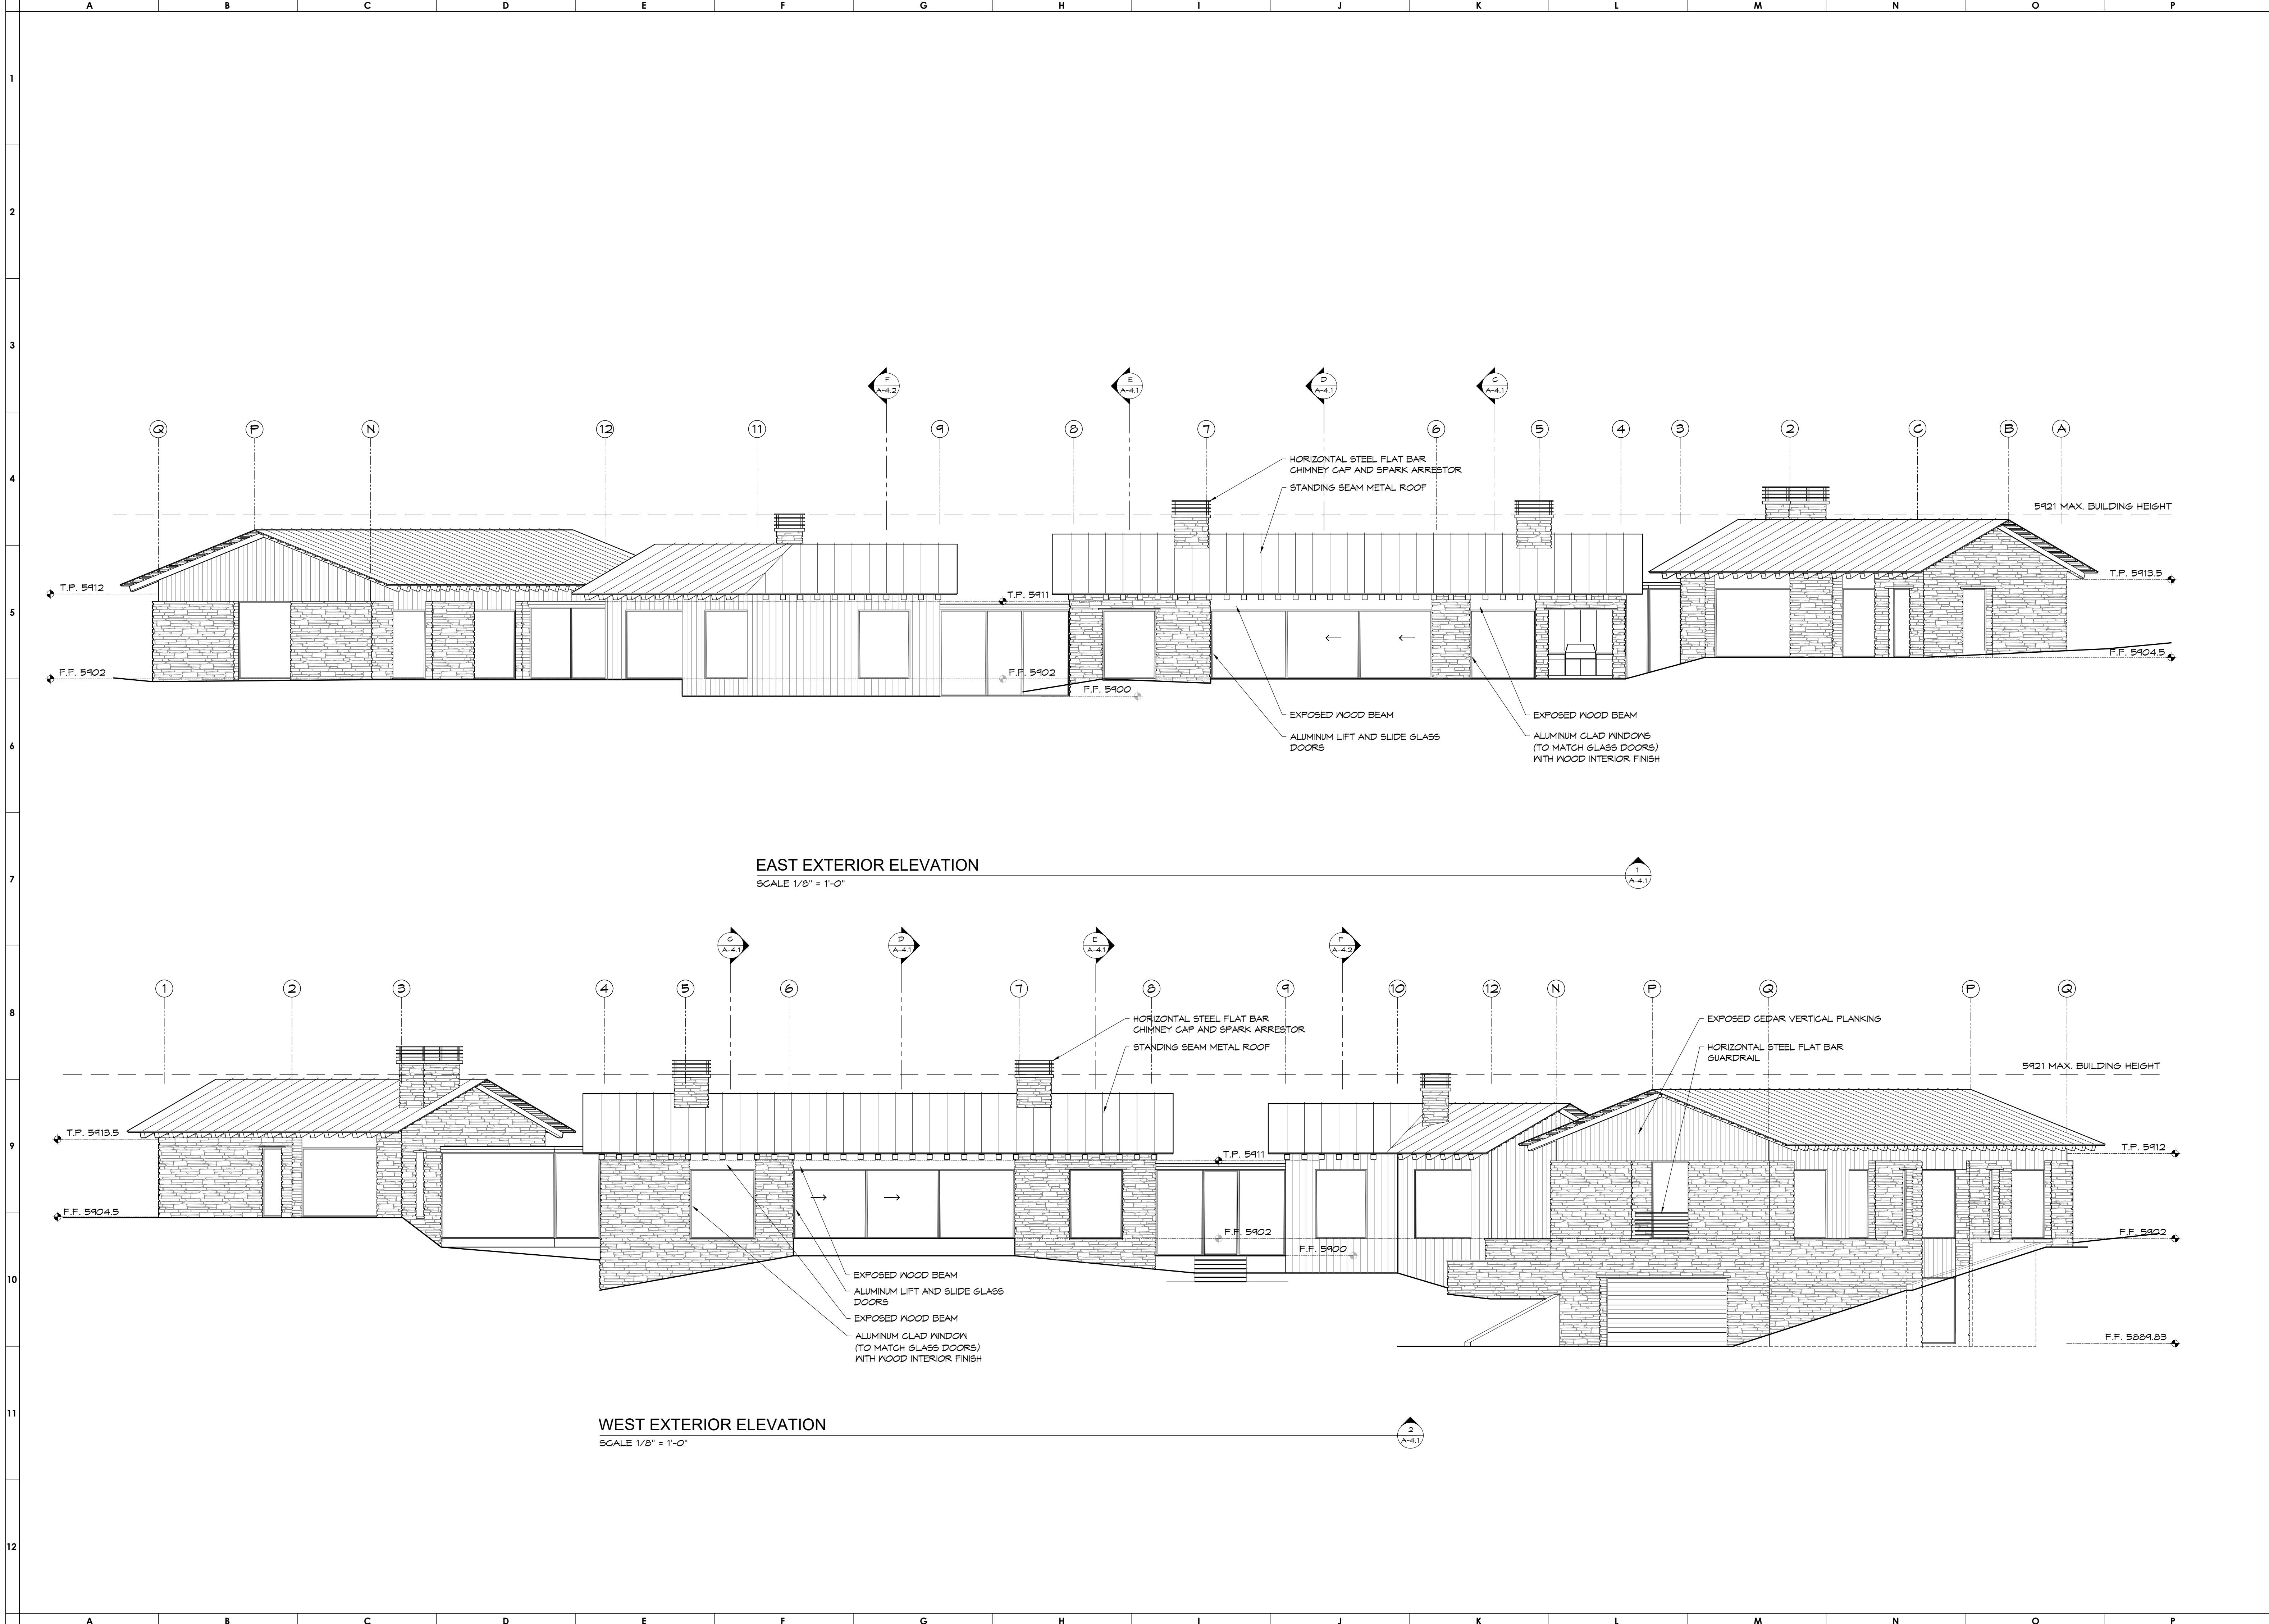 A B C D E F G H I J K L M N O P
1
2
3
F
A-4.2
E
A-4.1
D
A-4.1
C
A-4.1
Q P N 12 11 9 8 7 6 5 4 3 2 C B A
4
HORIZONTAL STEEL FLAT BAR
CHIMNEY CAP AND SPARK ARRESTOR
STANDING SEAM METAL ROOF
5921 MAX. BUILDING HEIGHT
T.P. 5912
T.P. 5911
T.P. 5913.5
5
F.F. 5902
F.F. 5902
F.F. 5900
F.F. 5904.5
EXPOSED WOOD BEAM
ALUMINUM LIFT AND SLIDE GLASS
DOORS
EXPOSED WOOD BEAM
ALUMINUM CLAD WINDOWS
(TO MATCH GLASS DOORS)
WITH WOOD INTERIOR FINISH
6
EAST EXTERIOR ELEVATION
SCALE 1/8" = 1'-0"
1
A-4.1
7
C
A-4.1
D
A-4.1
E
A-4.1
F
A-4.2
1 2 3 4 5 6 7 8 9 10 12 N P Q P Q
8
HORIZONTAL STEEL FLAT BAR
CHIMNEY CAP AND SPARK ARRESTOR
STANDING SEAM METAL ROOF
EXPOSED CEDAR VERTICAL PLANKING
HORIZONTAL STEEL FLAT BAR
GUARDRAIL
5921 MAX. BUILDING HEIGHT
T.P. 5913.5
T.P. 5911
T.P. 5912
9
F.F. 5904.5
F.F. 5902
F.F. 5900
F.F. 5902
10
EXPOSED WOOD BEAM
ALUMINUM LIFT AND SLIDE GLASS
DOORS
EXPOSED WOOD BEAM
ALUMINUM CLAD WINDOW
(TO MATCH GLASS DOORS)
WITH WOOD INTERIOR FINISH
F.F. 5889.83
11
WEST EXTERIOR ELEVATION
SCALE 1/8" = 1'-0"
2
A-4.1
12
A B C D E F G H I J K L M N O P